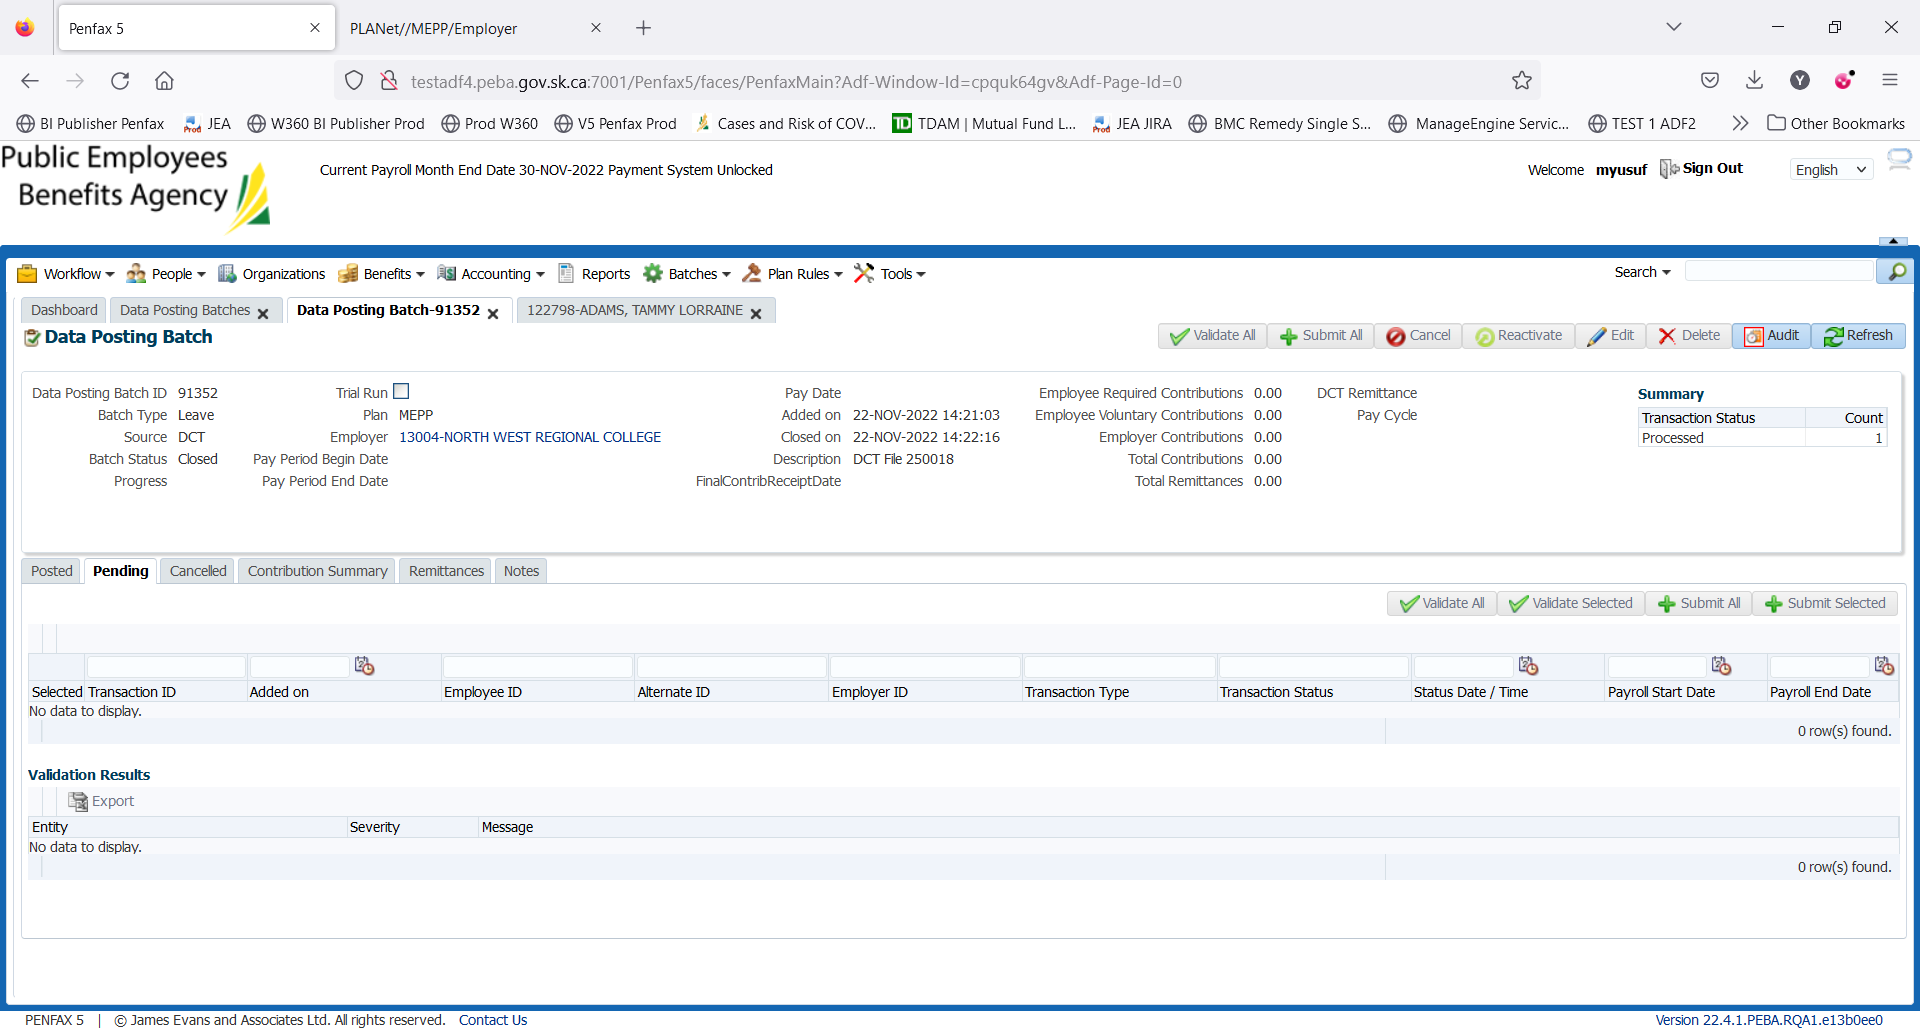 Penfax 5
PLANet//MEPP/Employer
testadf4.peba.gov.sk.ca:7001/Penfax5/faces/PenfaxMain?Adf-Window-Id=cpquk64gv&Adf-Page-Id=0
BI Publisher Penfax JEA W360 BI Publisher Prod Prod W360 V5 Penfax Prod Cases and Risk of COV... TD TDAM | Mutual Fund L... JEA JIRA BMC Remedy Single S... ManageEngine Servic... TEST 1 ADF2 Other Bookmarks
Public Employees
Benefits Agency
Current Payroll Month End Date 30-NOV-2022 Payment System Unlocked
Welcome myusuf Sign Out English
Workflow People Organizations Benefits Accounting Reports Batches Plan Rules Tools Search
Dashboard Data Posting Batches Data Posting Batch-91352 122798-ADAMS, TAMMY LORRAINE
Data Posting Batch
Validate All Submit All Cancel Reactivate Edit Delete Audit Refresh
Data Posting Batch ID 91352 Trial Run Pay Date Employee Required Contributions 0.00 DCT Remittance
Batch Type Leave Plan MEPP Added on 22-NOV-2022 14:21:03 Employee Voluntary Contributions 0.00 Pay Cycle
Source DCT Employer 13004-NORTH WEST REGIONAL COLLEGE Closed on 22-NOV-2022 14:22:16 Employer Contributions 0.00
Batch Status Closed Pay Period Begin Date Description DCT File 250018 Total Contributions 0.00
Progress Pay Period End Date FinalContribReceiptDate Total Remittances 0.00
Summary
Transaction Status Count
Processed 1
Posted Pending Cancelled Contribution Summary Remittances Notes
Validate All Validate Selected Submit All Submit Selected
Selected Transaction ID Added on Employee ID Alternate ID Employer ID Transaction Type Transaction Status Status Date / Time Payroll Start Date Payroll End Date
No data to display.
0 row(s) found.
Validation Results
Export
Entity Severity Message
No data to display.
0 row(s) found.
PENFAX 5 | © James Evans and Associates Ltd. All rights reserved. Contact Us
Version 22.4.1.PEBA.RQA1.e13b0ee0